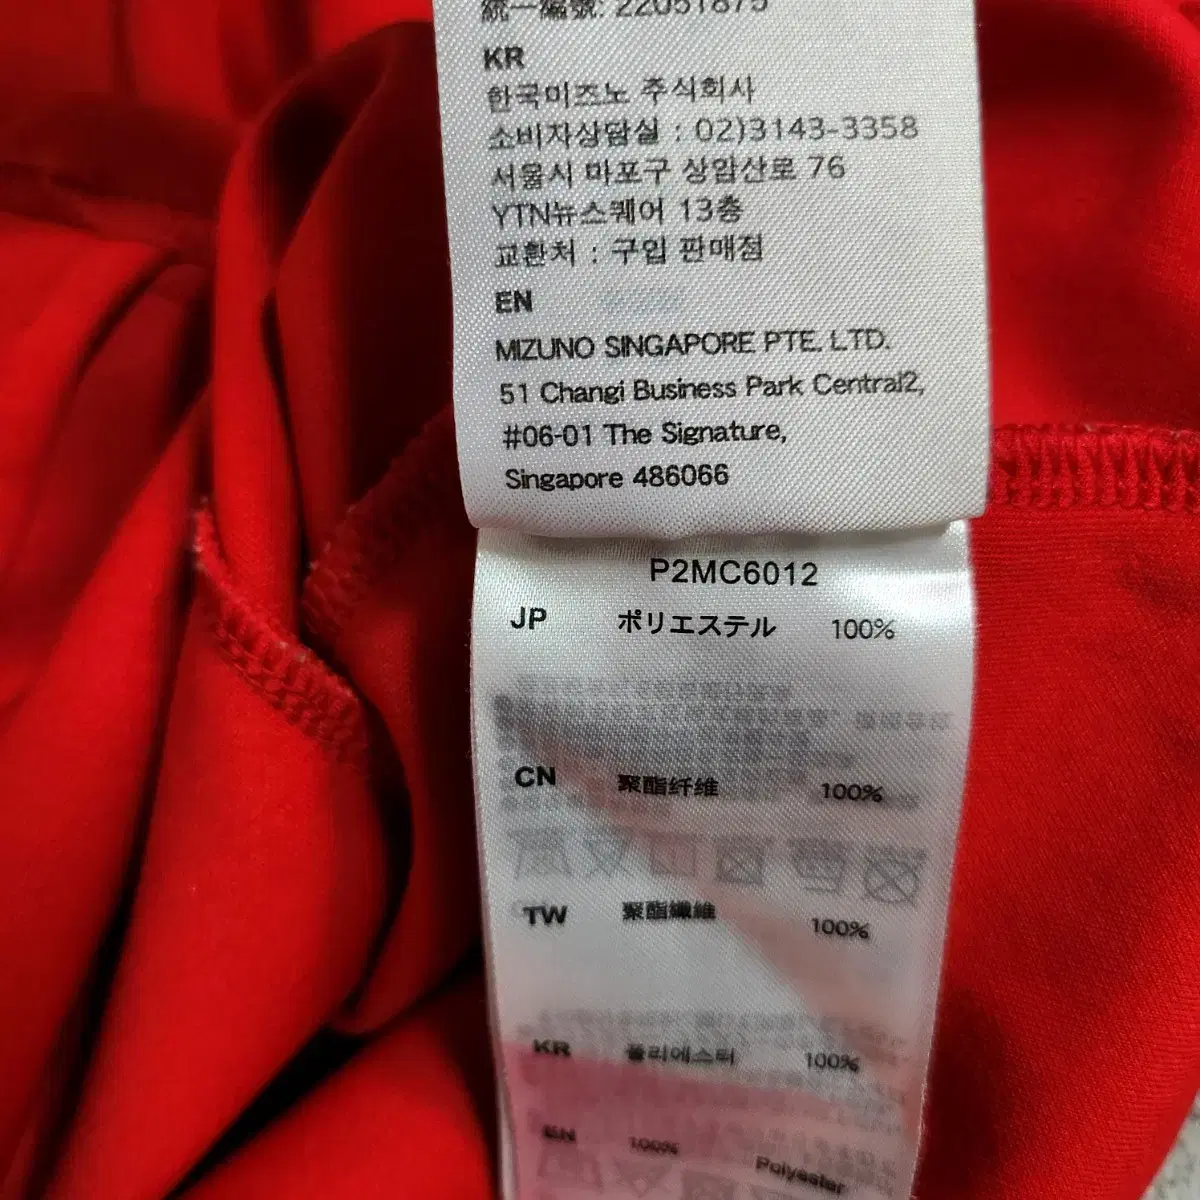 統一編號: 22051875
KR
한국미즈노 주식회사
소비자상담실 : 02)3143-3358
서울시 마포구 상암산로 76
YTN뉴스퀘어 13층
교환처 : 구입 판매점
EN
MIZUNO SINGAPORE PTE. LTD.
51 Changi Business Park Central2,
#06-01 The Signature,
Singapore 486066
P2MC6012
JP ポリエステル 100%
CN 聚酯纤维 100%
TW 聚酯纖維 100%
KR 폴리에스터 100%
EN 100% Polyester